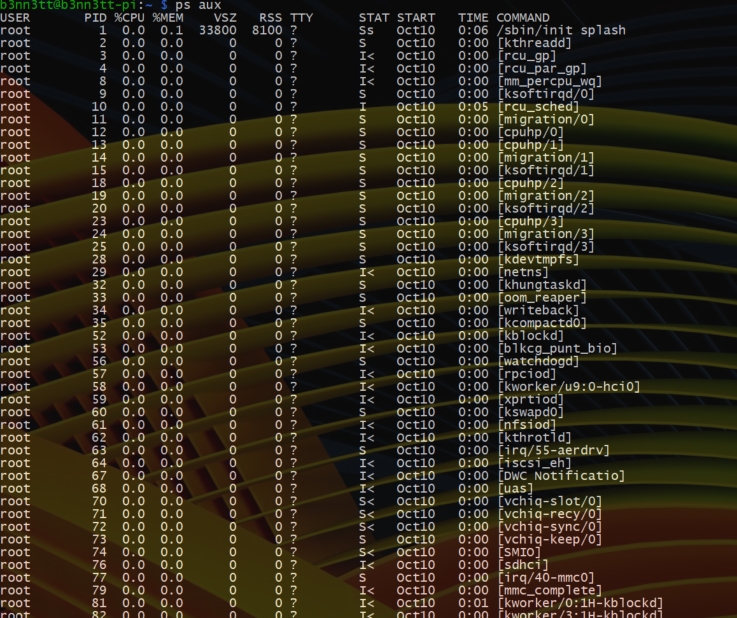 b3nn3tt@b3nn3tt-pi:~ $ ps aux
USER PID %CPU %MEM VSZ RSS TTY STAT START TIME COMMAND
root 1 0.0 0.1 33800 8100 ? Ss Oct10 0:06 /sbin/init splash
root 2 0.0 0.0 0 0 ? S Oct10 0:00 [kthreadd]
root 3 0.0 0.0 0 0 ? I< Oct10 0:00 [rcu_gp]
root 4 0.0 0.0 0 0 ? I< Oct10 0:00 [rcu_par_gp]
root 8 0.0 0.0 0 0 ? I< Oct10 0:00 [mm_percpu_wq]
root 9 0.0 0.0 0 0 ? S Oct10 0:00 [ksoftirqd/0]
root 10 0.0 0.0 0 0 ? I Oct10 0:05 [rcu_sched]
root 11 0.0 0.0 0 0 ? S Oct10 0:00 [migration/0]
root 12 0.0 0.0 0 0 ? S Oct10 0:00 [cpuhp/0]
root 13 0.0 0.0 0 0 ? S Oct10 0:00 [cpuhp/1]
root 14 0.0 0.0 0 0 ? S Oct10 0:00 [migration/1]
root 15 0.0 0.0 0 0 ? S Oct10 0:00 [ksoftirqd/1]
root 18 0.0 0.0 0 0 ? S Oct10 0:00 [cpuhp/2]
root 19 0.0 0.0 0 0 ? S Oct10 0:00 [migration/2]
root 20 0.0 0.0 0 0 ? S Oct10 0:00 [ksoftirqd/2]
root 23 0.0 0.0 0 0 ? S Oct10 0:00 [cpuhp/3]
root 24 0.0 0.0 0 0 ? S Oct10 0:00 [migration/3]
root 25 0.0 0.0 0 0 ? S Oct10 0:00 [ksoftirqd/3]
root 28 0.0 0.0 0 0 ? S Oct10 0:00 [kdevtmpfs]
root 29 0.0 0.0 0 0 ? I< Oct10 0:00 [netns]
root 32 0.0 0.0 0 0 ? S Oct10 0:00 [khungtaskd]
root 33 0.0 0.0 0 0 ? S Oct10 0:00 [oom_reaper]
root 34 0.0 0.0 0 0 ? I< Oct10 0:00 [writeback]
root 35 0.0 0.0 0 0 ? S Oct10 0:00 [kcompactd0]
root 52 0.0 0.0 0 0 ? I< Oct10 0:00 [kblockd]
root 53 0.0 0.0 0 0 ? I< Oct10 0:00 [blkcg_punt_bio]
root 56 0.0 0.0 0 0 ? S Oct10 0:00 [watchdogd]
root 57 0.0 0.0 0 0 ? I< Oct10 0:00 [rpciod]
root 58 0.0 0.0 0 0 ? I< Oct10 0:00 [kworker/u9:0-hci0]
root 59 0.0 0.0 0 0 ? I< Oct10 0:00 [xprtiod]
root 60 0.0 0.0 0 0 ? S Oct10 0:00 [kswapd0]
root 61 0.0 0.0 0 0 ? I< Oct10 0:00 [nfsiod]
root 62 0.0 0.0 0 0 ? I< Oct10 0:00 [kthrotld]
root 63 0.0 0.0 0 0 ? S Oct10 0:00 [irq/55-aerdrv]
root 64 0.0 0.0 0 0 ? I< Oct10 0:00 [iscsi_eh]
root 67 0.0 0.0 0 0 ? I< Oct10 0:00 [DWC Notificatio]
root 68 0.0 0.0 0 0 ? I< Oct10 0:00 [uas]
root 70 0.0 0.0 0 0 ? S< Oct10 0:00 [vchiq-slot/0]
root 71 0.0 0.0 0 0 ? S< Oct10 0:00 [vchiq-recy/0]
root 72 0.0 0.0 0 0 ? S< Oct10 0:00 [vchiq-sync/0]
root 73 0.0 0.0 0 0 ? S Oct10 0:00 [vchiq-keep/0]
root 74 0.0 0.0 0 0 ? S< Oct10 0:00 [SMIO]
root 76 0.0 0.0 0 0 ? I< Oct10 0:00 [sdhci]
root 77 0.0 0.0 0 0 ? S Oct10 0:00 [irq/40-mmc0]
root 79 0.0 0.0 0 0 ? I< Oct10 0:00 [mmc_complete]
root 81 0.0 0.0 0 0 ? I< Oct10 0:01 [kworker/0:1H-kblockd]
root 82 0.0 0.0 0 0 ? I< Oct10 0:00 [kworker/3:1H-kblockd]